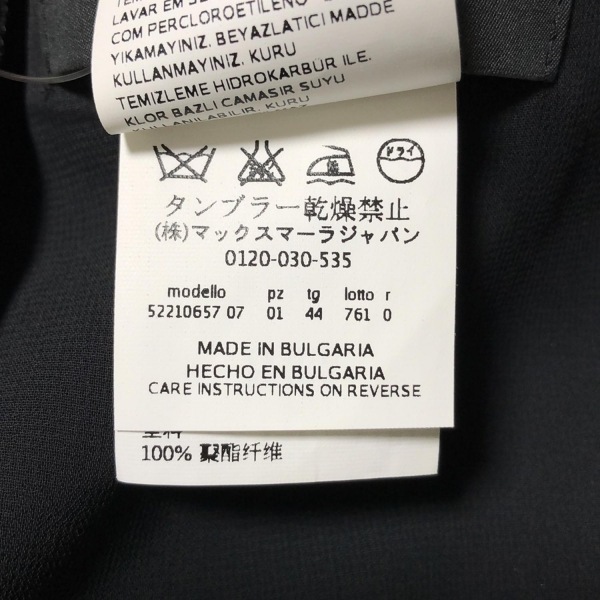 LAVAR EM
COM PERCLOROETILENO
YIKAMAYINIZ. BEYAZLATICI MADDE
KULLANMAYINIZ. KURU
TEMIZLEME HIDROKARBÜR ILE.
KLOR BAZLI CAMASIR SUYU
KULLANILABILIR. KURU
ドライ
タンブラー乾燥禁止
(株)マックスマーラジャパン
0120-030-535
modello pz tg lotto r
52210657 07 01 44 761 0
MADE IN BULGARIA
HECHO EN BULGARIA
CARE INSTRUCTIONS ON REVERSE
100% 聚酯纤维